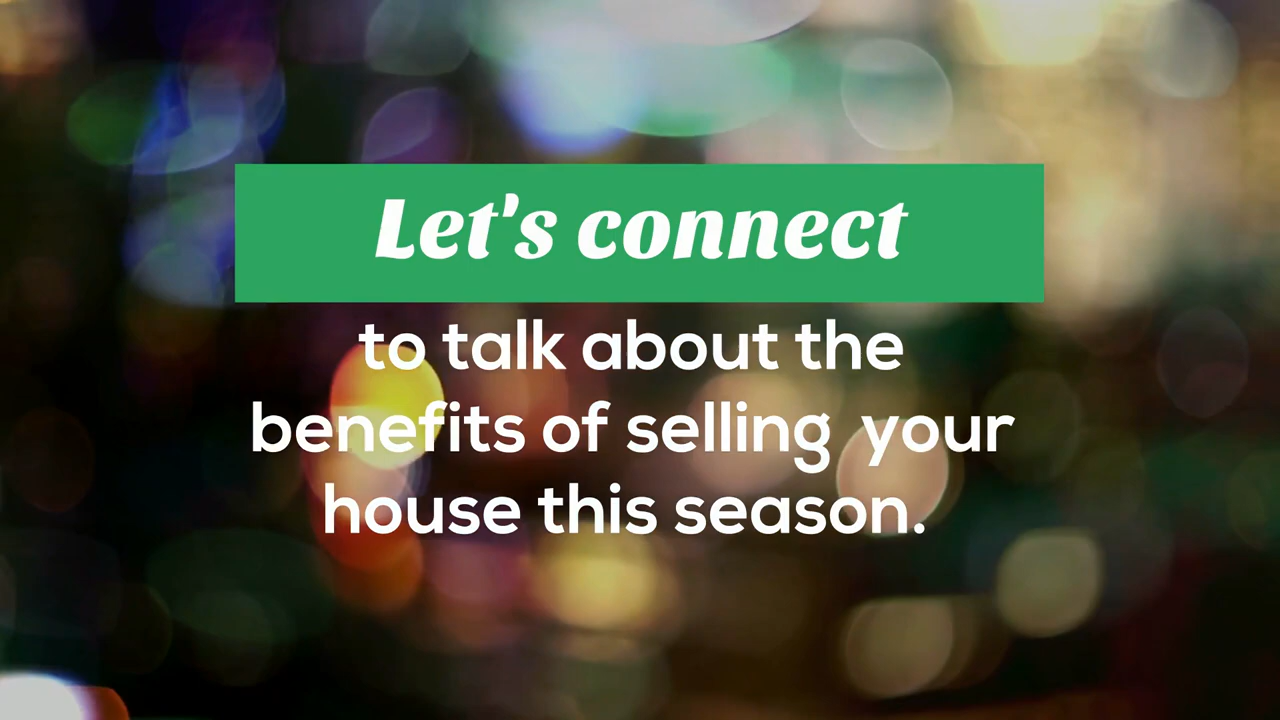 Let's connect
to talk about the
benefits of selling  your
house this season.